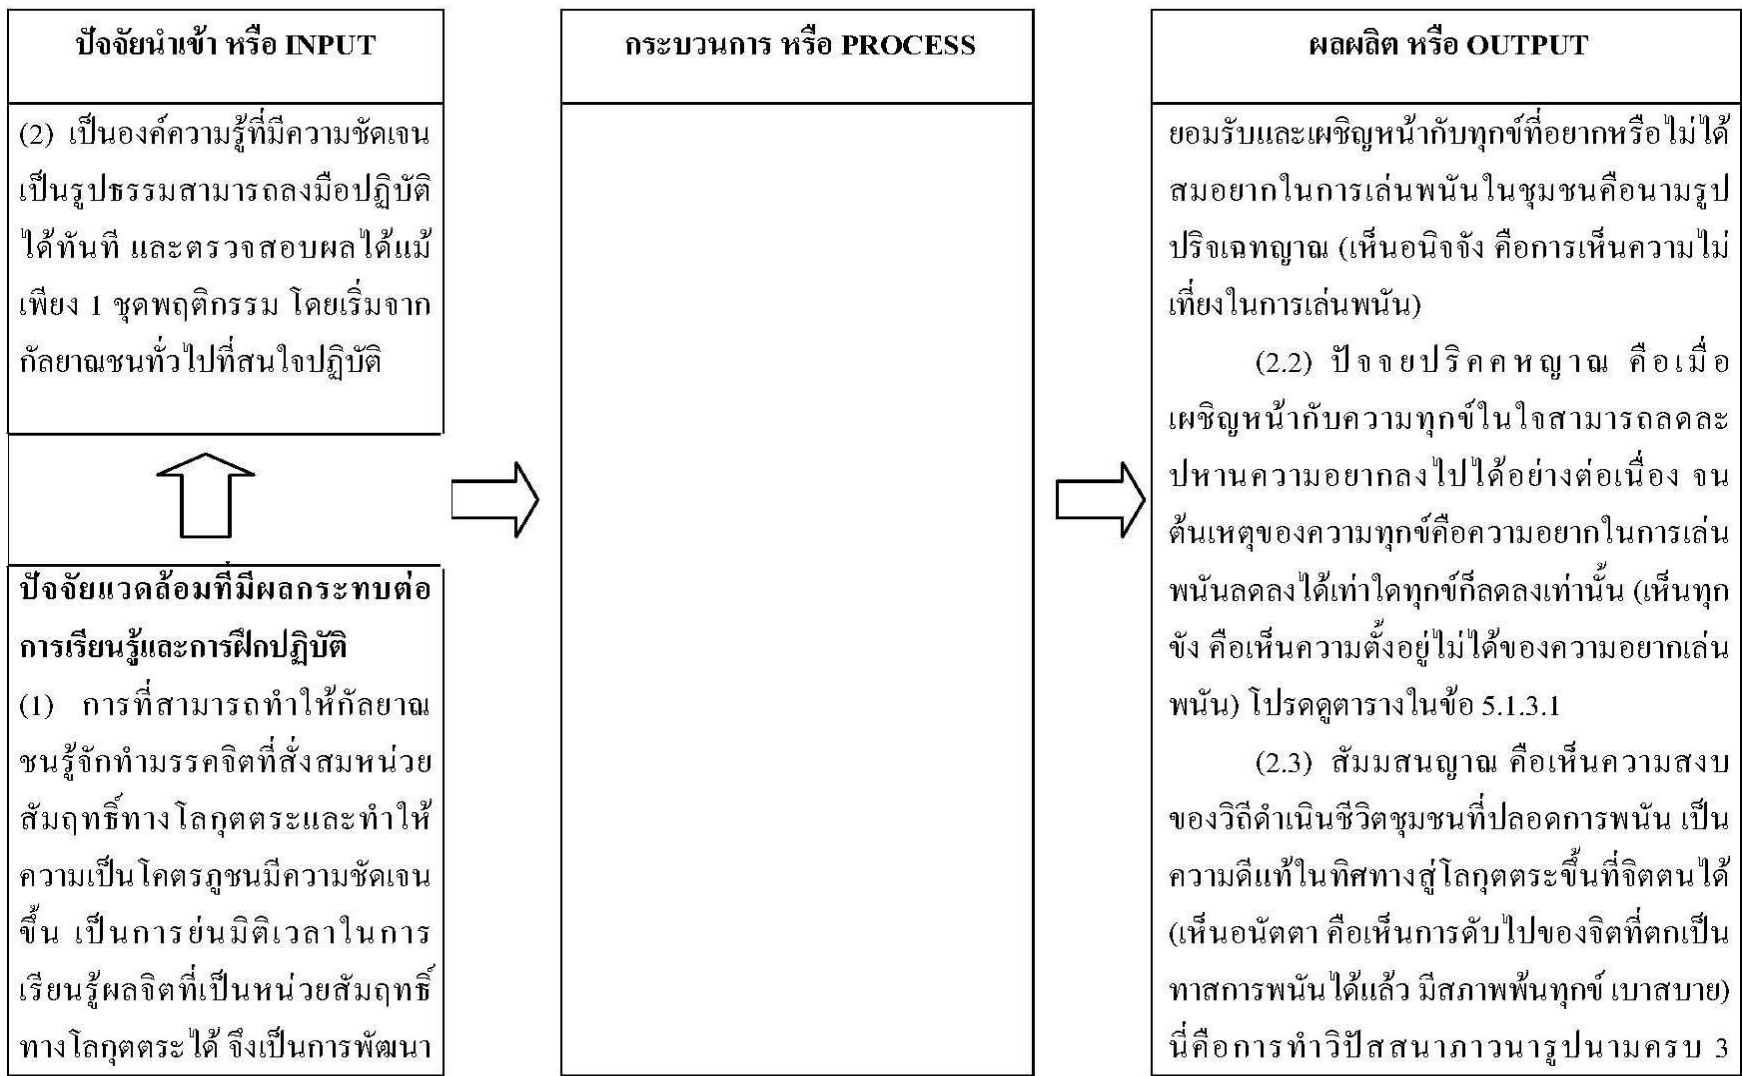 ปัจจัยนำเข้า หรือ INPUT
(2) เป็นองค์ความรู้ที่มีความชัดเจน
เป็นรูปธรรมสามารถลงมือปฏิบัติ
ได้ทันที และตรวจสอบผลได้แม้
เพียง 1 ชุดพฤติกรรม โดยเริ่มจาก
กัลยาณชนทั่วไปที่สนใจปฏิบัติ
ปัจจัยแวดล้อมที่มีผลกระทบต่อ
การเรียนรู้และการฝึกปฏิบัติ
(1) การที่สามารถทำให้กัลยาณ
ชนรู้จักทำมรรคจิตที่สั่งสมหน่วย
สัมฤทธิ์ทางโลกุตตระและทำให้
ความเป็นโคตรภูชนมีความชัดเจน
ขึ้น เป็นการย่นมิติเวลาในการ
เรียนรู้ผลจิตที่เป็นหน่วยสัมฤทธิ์
ทางโลกุตตระได้ จึงเป็นการพัฒนา
กระบวนการ หรือ PROCESS
ผลผลิต หรือ OUTPUT
ยอมรับและเผชิญหน้ากับทุกข์ที่อยากหรือไม่ได้
สมอยากในการเล่นพนันในชุมชนคือนามรูป
ปริจเฉทญาณ (เห็นอนิจจัง คือการเห็นความไม่
เที่ยงในการเล่นพนัน)
(2.2) ปัจจยปริคคหญาณ คือเมื่อ
เผชิญหน้ากับความทุกข์ในใจสามารถลดละ
ปหานความอยากลงไปได้อย่างต่อเนื่อง จน
ต้นเหตุของความทุกข์คือความอยากในการเล่น
พนันลดลงได้เท่าใดทุกข์ก็ลดลงเท่านั้น (เห็นทุก
ขัง คือเห็นความตั้งอยู่ไม่ได้ของความอยากเล่น
พนัน) โปรดดูตารางในข้อ 5.1.3.1
(2.3) สัมมสนญาณ คือเห็นความสงบ
ของวิถีดำเนินชีวิตชุมชนที่ปลอดการพนัน เป็น
ความดีแท้ในทิศทางสู่โลกุตตระขึ้นที่จิตตนได้
(เห็นอนัตตา คือเห็นการดับไปของจิตที่ตกเป็น
ทาสการพนันได้แล้ว มีสภาพพ้นทุกข์ เบาสบาย)
นี่คือการทำวิปัสสนาภาวนารูปนามครบ 3